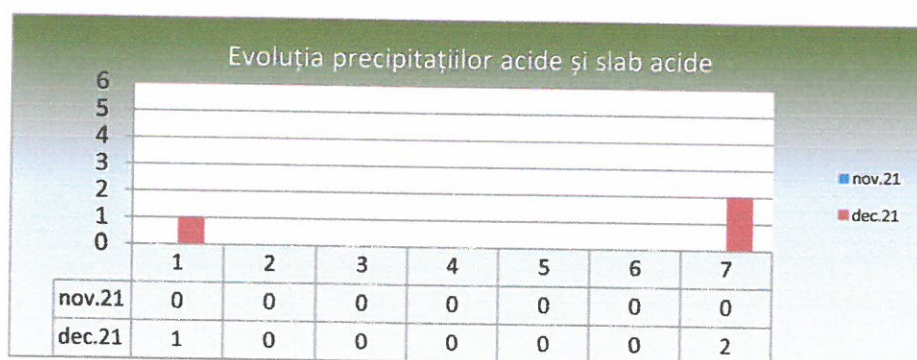 Evoluția precipitațiilor acide și slab acide
6
5
4
3
2
1
0
nov.21
dec.21
1 2 3 4 5 6 7
nov.21 0 0 0 0 0 0 0
dec.21 1 0 0 0 0 0 2